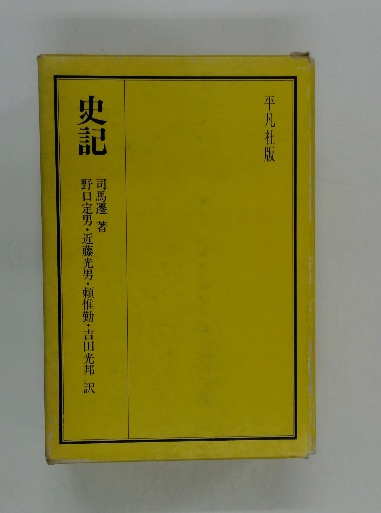 平凡社版
史記
司馬遷 著
野口定男・近藤光男・頼惟勤・吉田光邦 訳